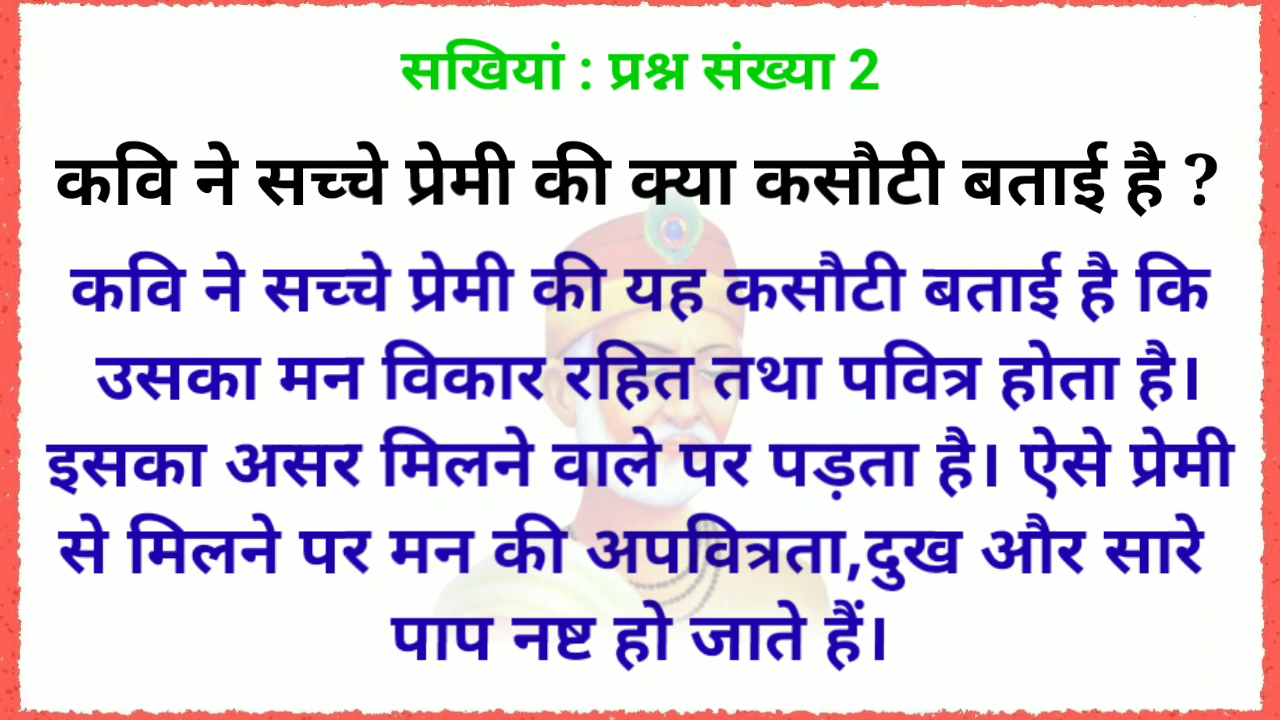 सखियां : प्रश्न संख्या 2
कवि ने सच्चे प्रेमी की क्या कसौटी बताई है ?
कवि ने सच्चे प्रेमी की यह कसौटी बताई है कि
उसका मन विकार रहित तथा पवित्र होता है।
इसका असर मिलने वाले पर पड़ता है। ऐसे प्रेमी
से मिलने पर मन की अपवित्रता,दुख और सारे
पाप नष्ट हो जाते हैं।